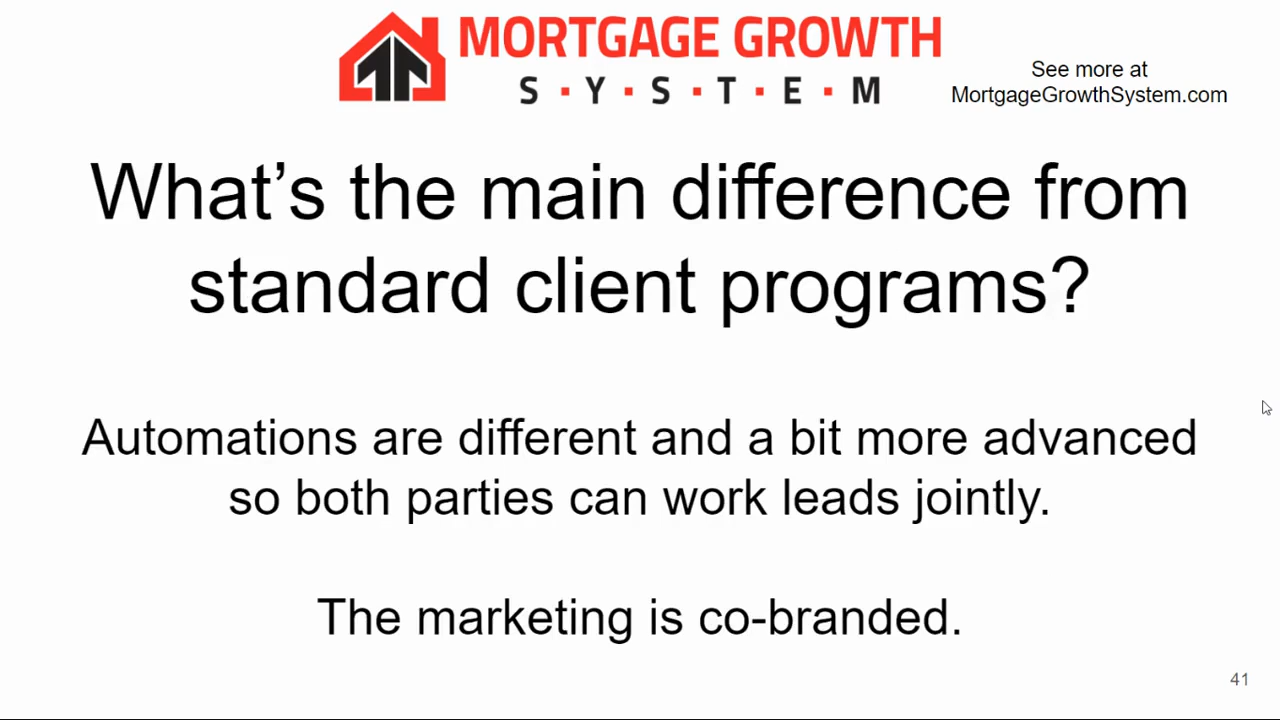 MORTGAGE GROWTH
S·Y·S·T·E·M
See more at
MortgageGrowthSystem.com
What’s the main difference from
standard client programs?
Automations are different and a bit more advanced
so both parties can work leads jointly.
The marketing is co-branded.
41